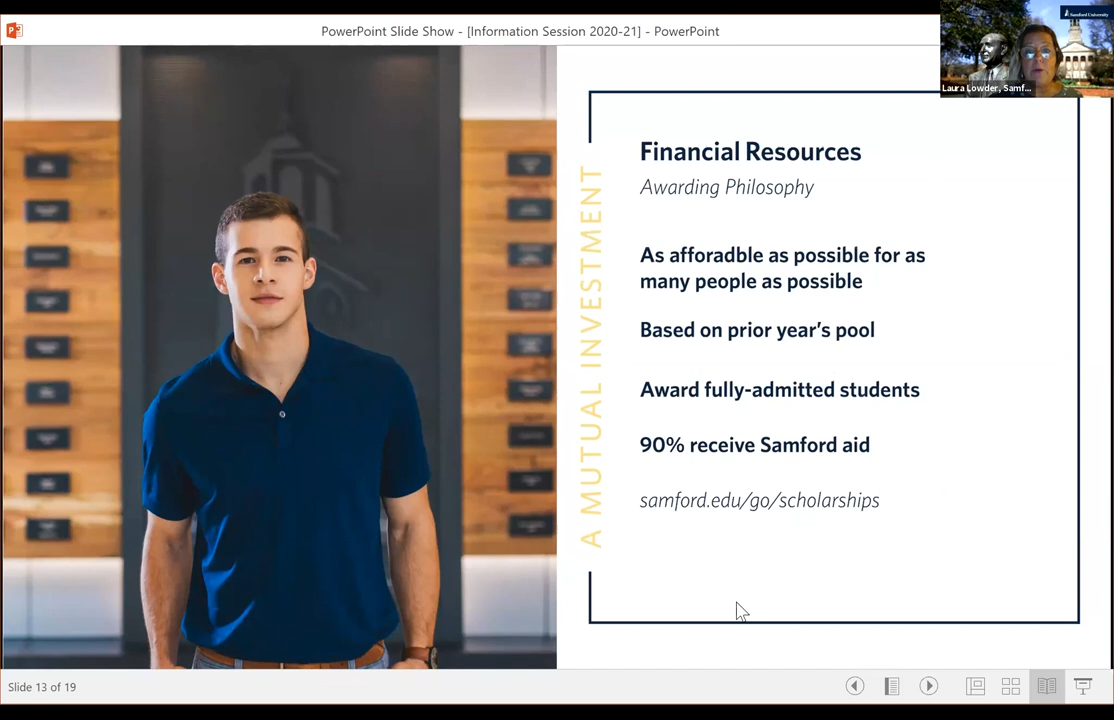 PowerPoint Slide Show - [Information Session 2020-21] - PowerPoint
Samford University
Laura Lowder, Samf...
A MUTUAL INVESTMENT
Financial Resources
Awarding Philosophy
As afforadble as possible for as
many people as possible
Based on prior year's pool
Award fully-admitted students
90% receive Samford aid
samford.edu/go/scholarships
Slide 13 of 19